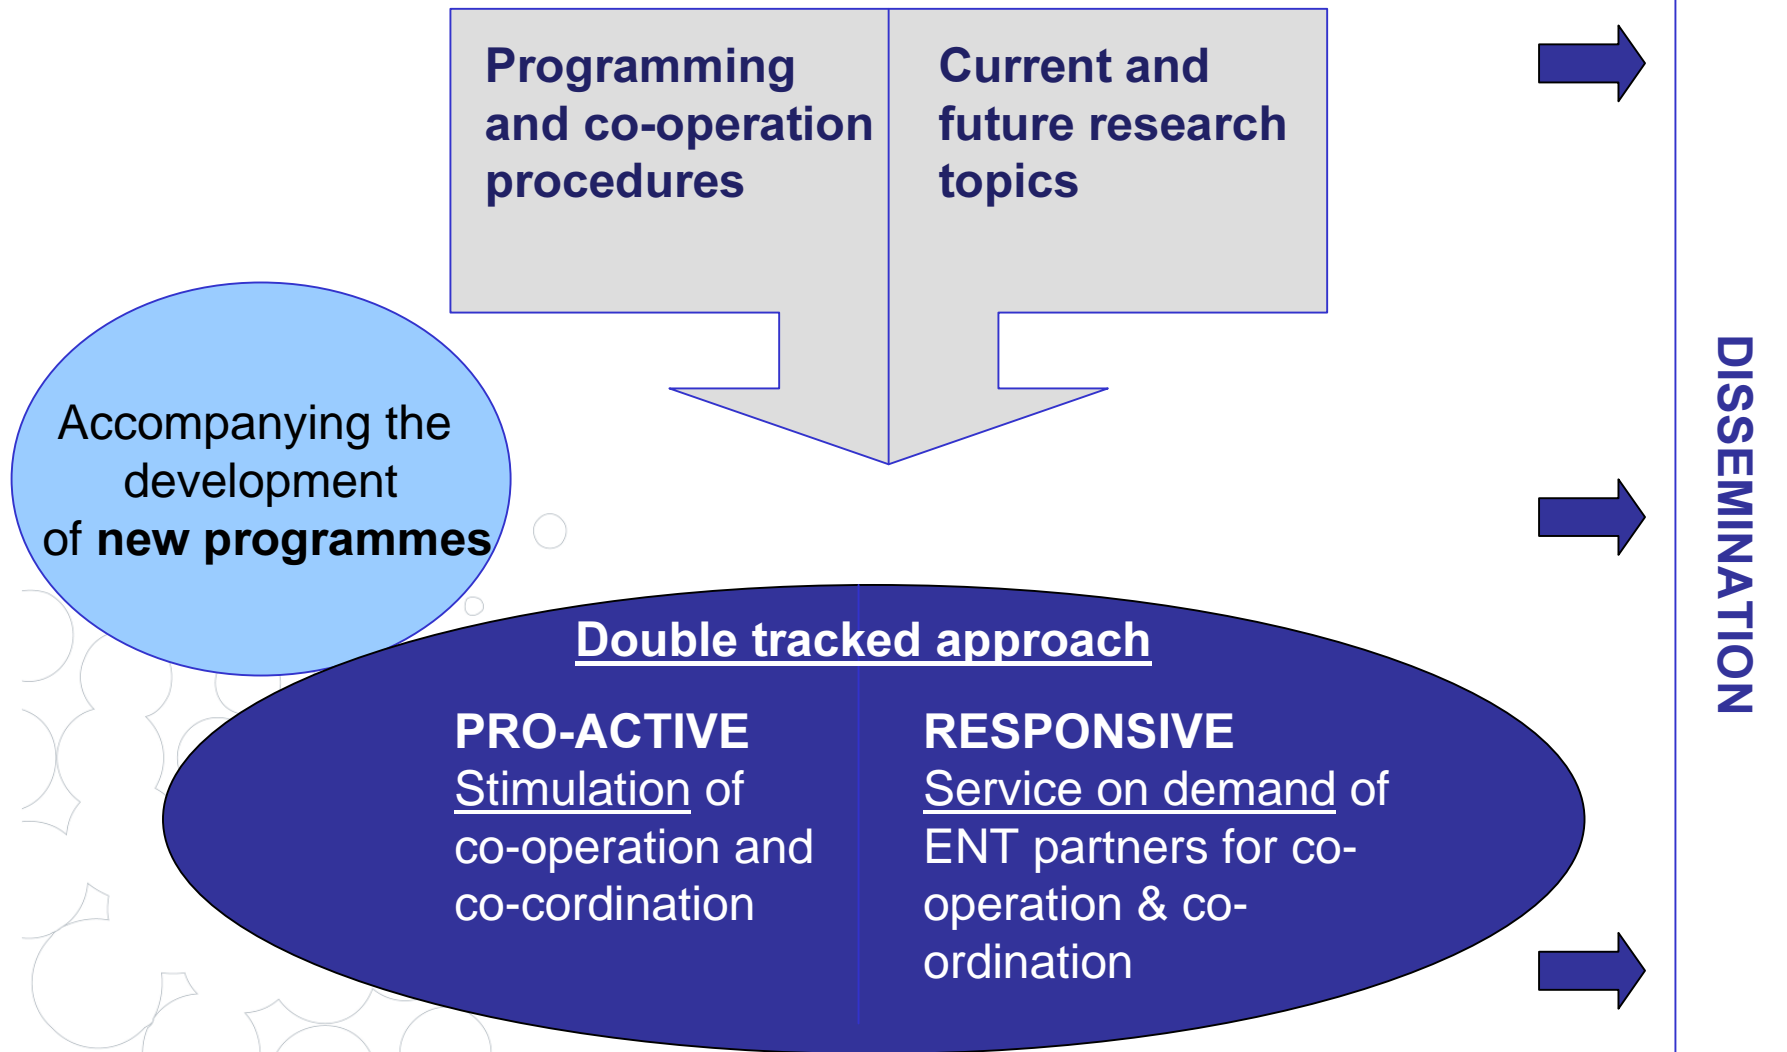 Programming
and co-operation
procedures
Current and
future research
topics
Accompanying the
development
of new programmes
Double tracked approach
PRO-ACTIVE
Stimulation of
co-operation and
co-cordination
RESPONSIVE
Service on demand of
ENT partners for co-
operation & co-
ordination
DISSEMINATION